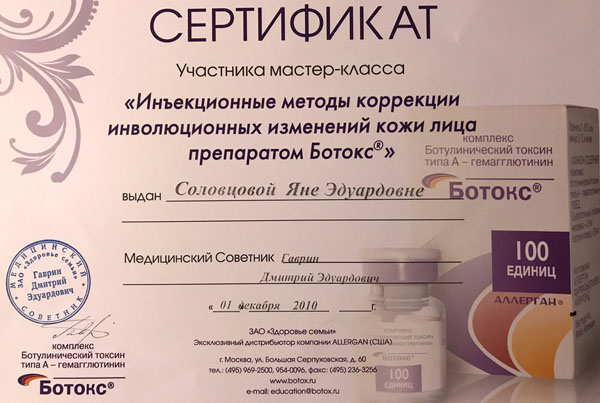 СЕРТИФИКАТ
Участника мастер-класса
«Инъекционные методы коррекции
инволюционных изменений кожи лица
препаратом Ботокс®»
выдан Соловцовой Яне Эдуардовне
Медицинский Советник Гаврин
Дмитрий Эдуардович
« 01 декабря 2010 г.
ЗАО «Здоровье семьи»
Эксклюзивный дистрибьютор компании ALLERGAN (США)
г. Москва, ул. Большая Серпуховская, д. 60
тел.: (495) 969-2500, 954-0096, факс: (495) 236-3256
www.botox.ru
e-mail: education@botox.ru
МЕДИЦИНСКИЙ СОВЕТНИК
ЗАО «Здоровье семьи»
Гаврин
Дмитрий
Эдуардович
комплекс
Ботулинический токсин
типа А – гемагглютинин
Ботокс®
комплекс
Ботулинический токсин
типа А – гемагглютинин
Ботокс®
100
ЕДИНИЦ
АЛЛЕРГАН
комплекс
Ботокс
100
ЕДИНИЦ